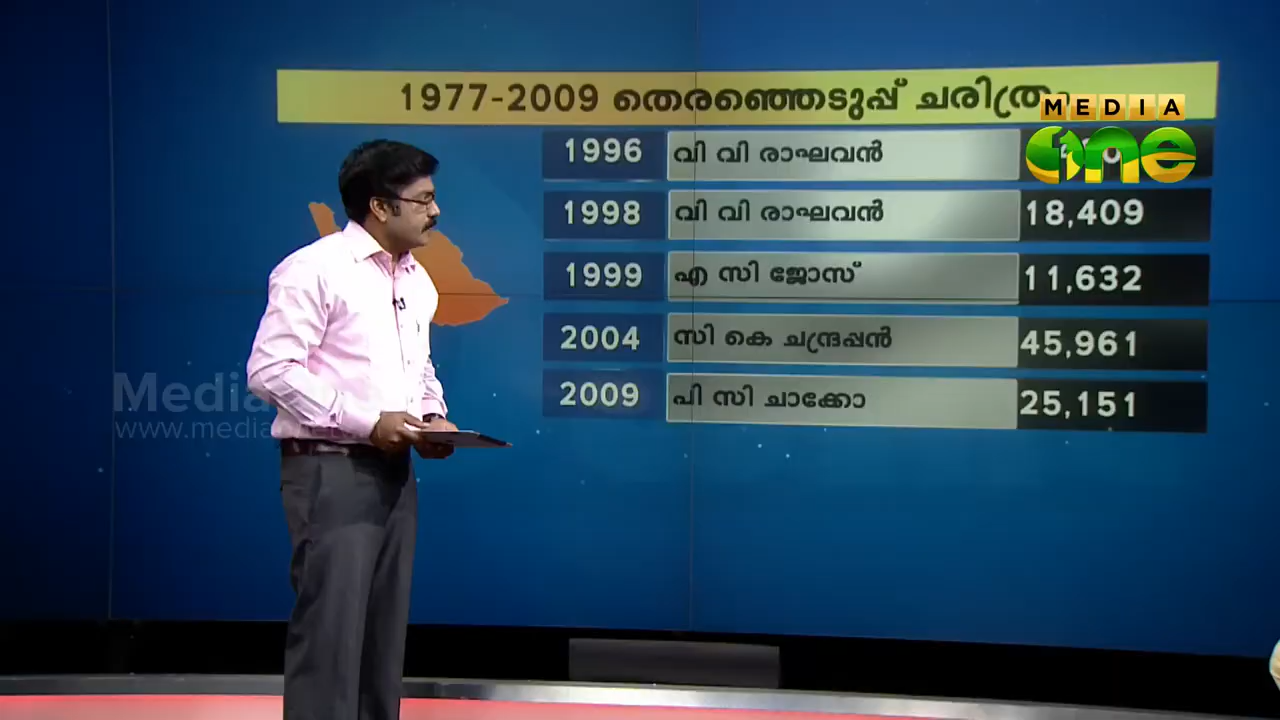 1977-2009 തെരഞ്ഞെടുപ്പ് ചരിത്രം
MEDIA
one
1996 വി വി രാഘവൻ
1998 വി വി രാഘവൻ 18,409
1999 എ സി ജോസ് 11,632
2004 സി കെ ചന്ദ്രപ്പൻ 45,961
2009 പി സി ചാക്കോ 25,151
Media
www.media